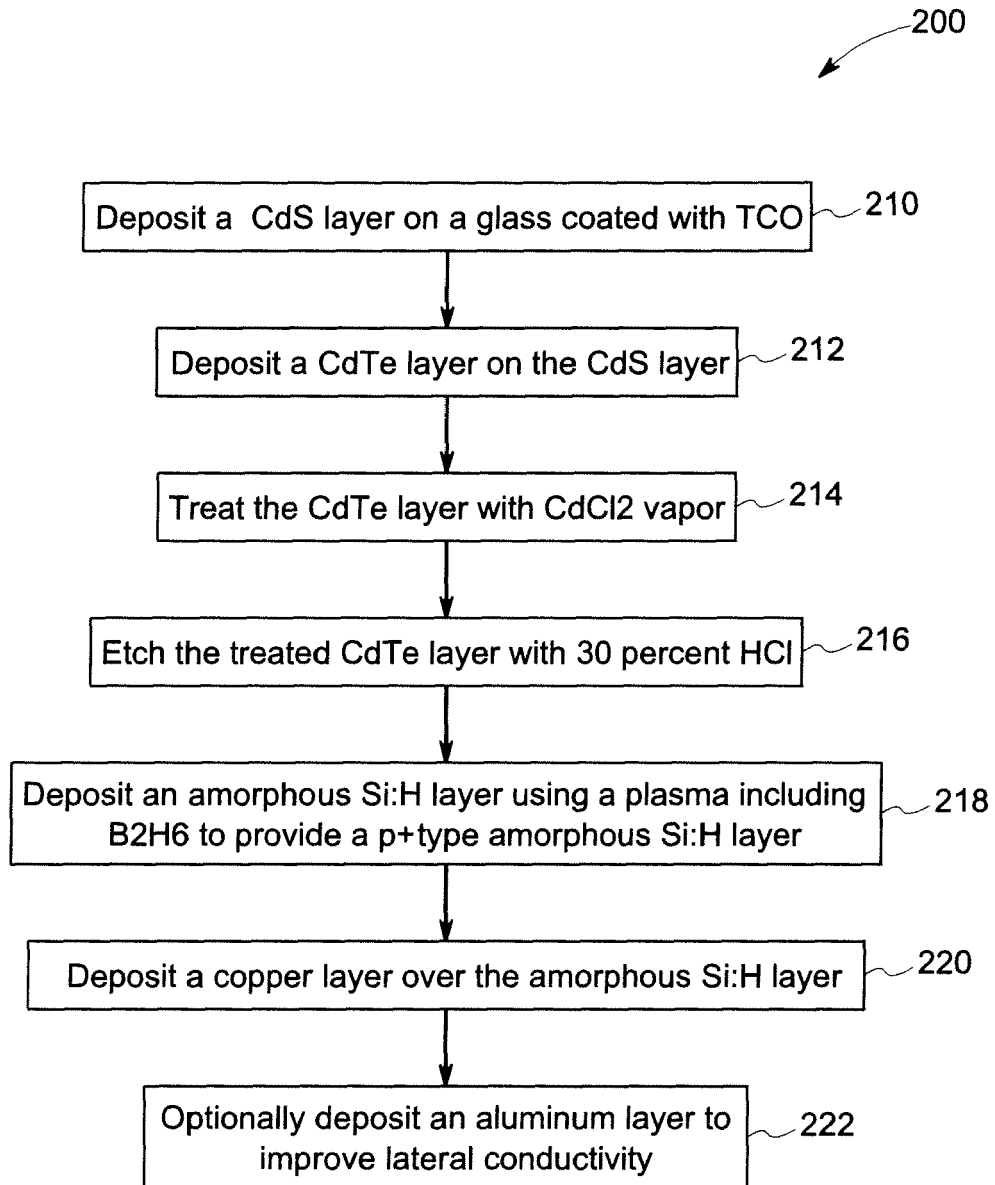 200
Deposit a CdS layer on a glass coated with TCO
210
Deposit a CdTe layer on the CdS layer
212
Treat the CdTe layer with CdCl2 vapor
214
Etch the treated CdTe layer with 30 percent HCl
216
Deposit an amorphous Si:H layer using a plasma including
B2H6 to provide a p+type amorphous Si:H layer
218
Deposit a copper layer over the amorphous Si:H layer
220
Optionally deposit an aluminum layer to
improve lateral conductivity
222